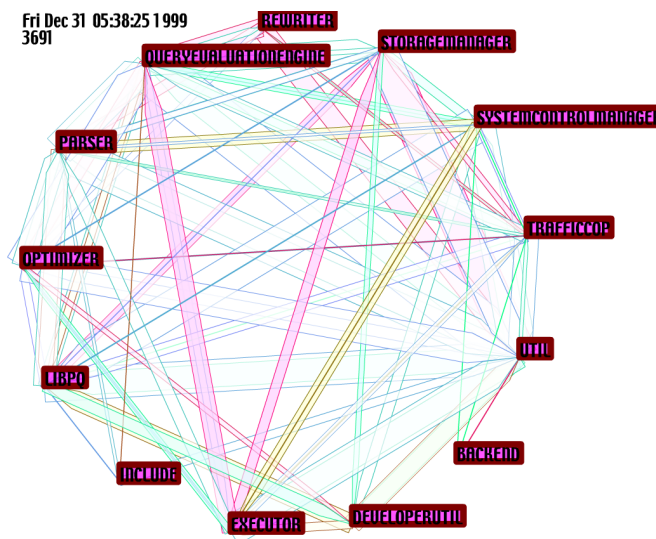 Fri Dec 31 05:38:25 1999
3691
REWRITER
STORAGEMANAGER
QUERYEVALUATIONENGINE
SYSTEMCONTROLMANAGER
PARSER
TRAFFICCOP
OPTIMIZER
UTIL
LIBPQ
BACKEND
INCLUDE
DEVELOPERUTIL
EXECUTOR